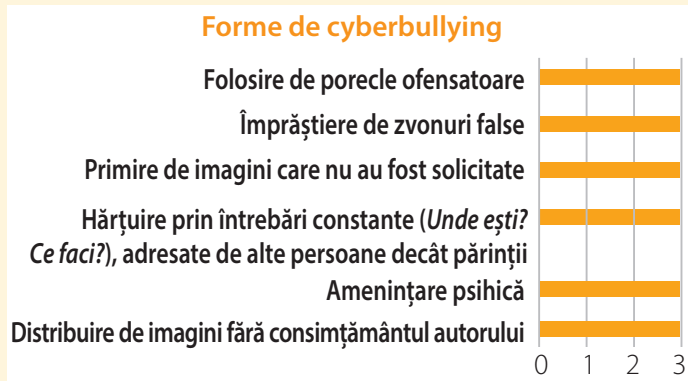 Forme de cyberbullying
Folosire de porecle ofensatoare
Împrăștiere de zvonuri false
Primire de imagini care nu au fost solicitate
Hărțuire prin întrebări constante (Unde ești?
Ce faci?), adresate de alte persoane decât părinții
Amenințare psihică
Distribuire de imagini fără consimțământul autorului
0 1 2 3